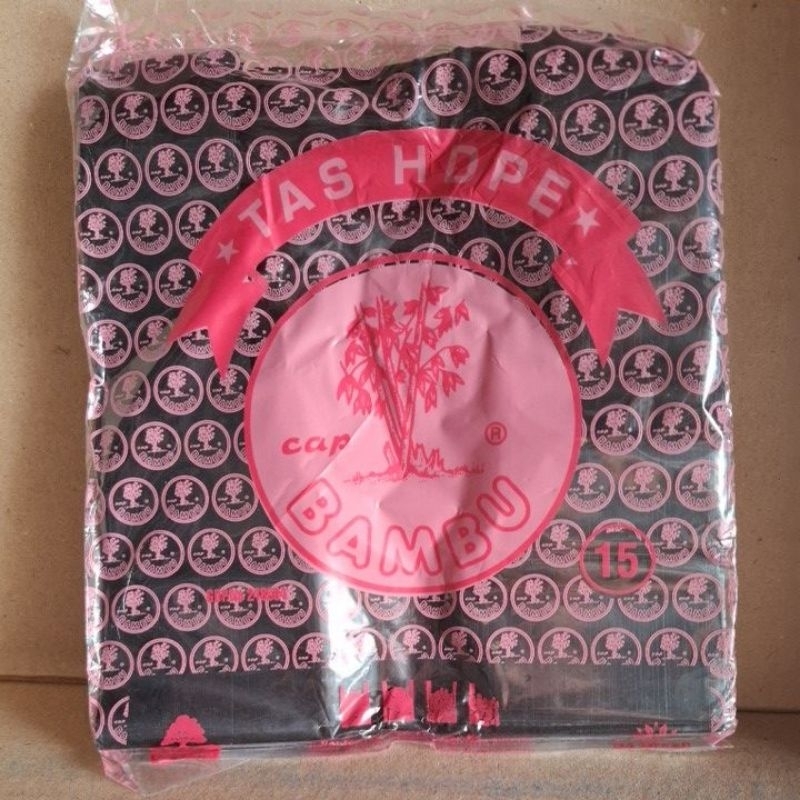 TAS HDPE
cap ®
BAMBU
15